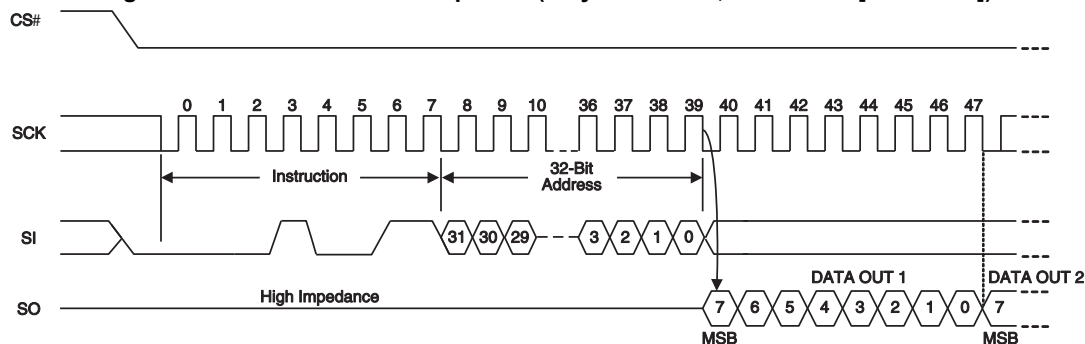 CS#
0 1 2 3 4 5 6 7 8 9 10 36 37 38 39 40 41 42 43 44 45 46 47
SCK
Instruction
32-Bit
Address
SI
31 30 29 3 2 1 0
DATA OUT 1 DATA OUT 2
High Impedance
SO
7 6 5 4 3 2 1 0 7
MSB MSB